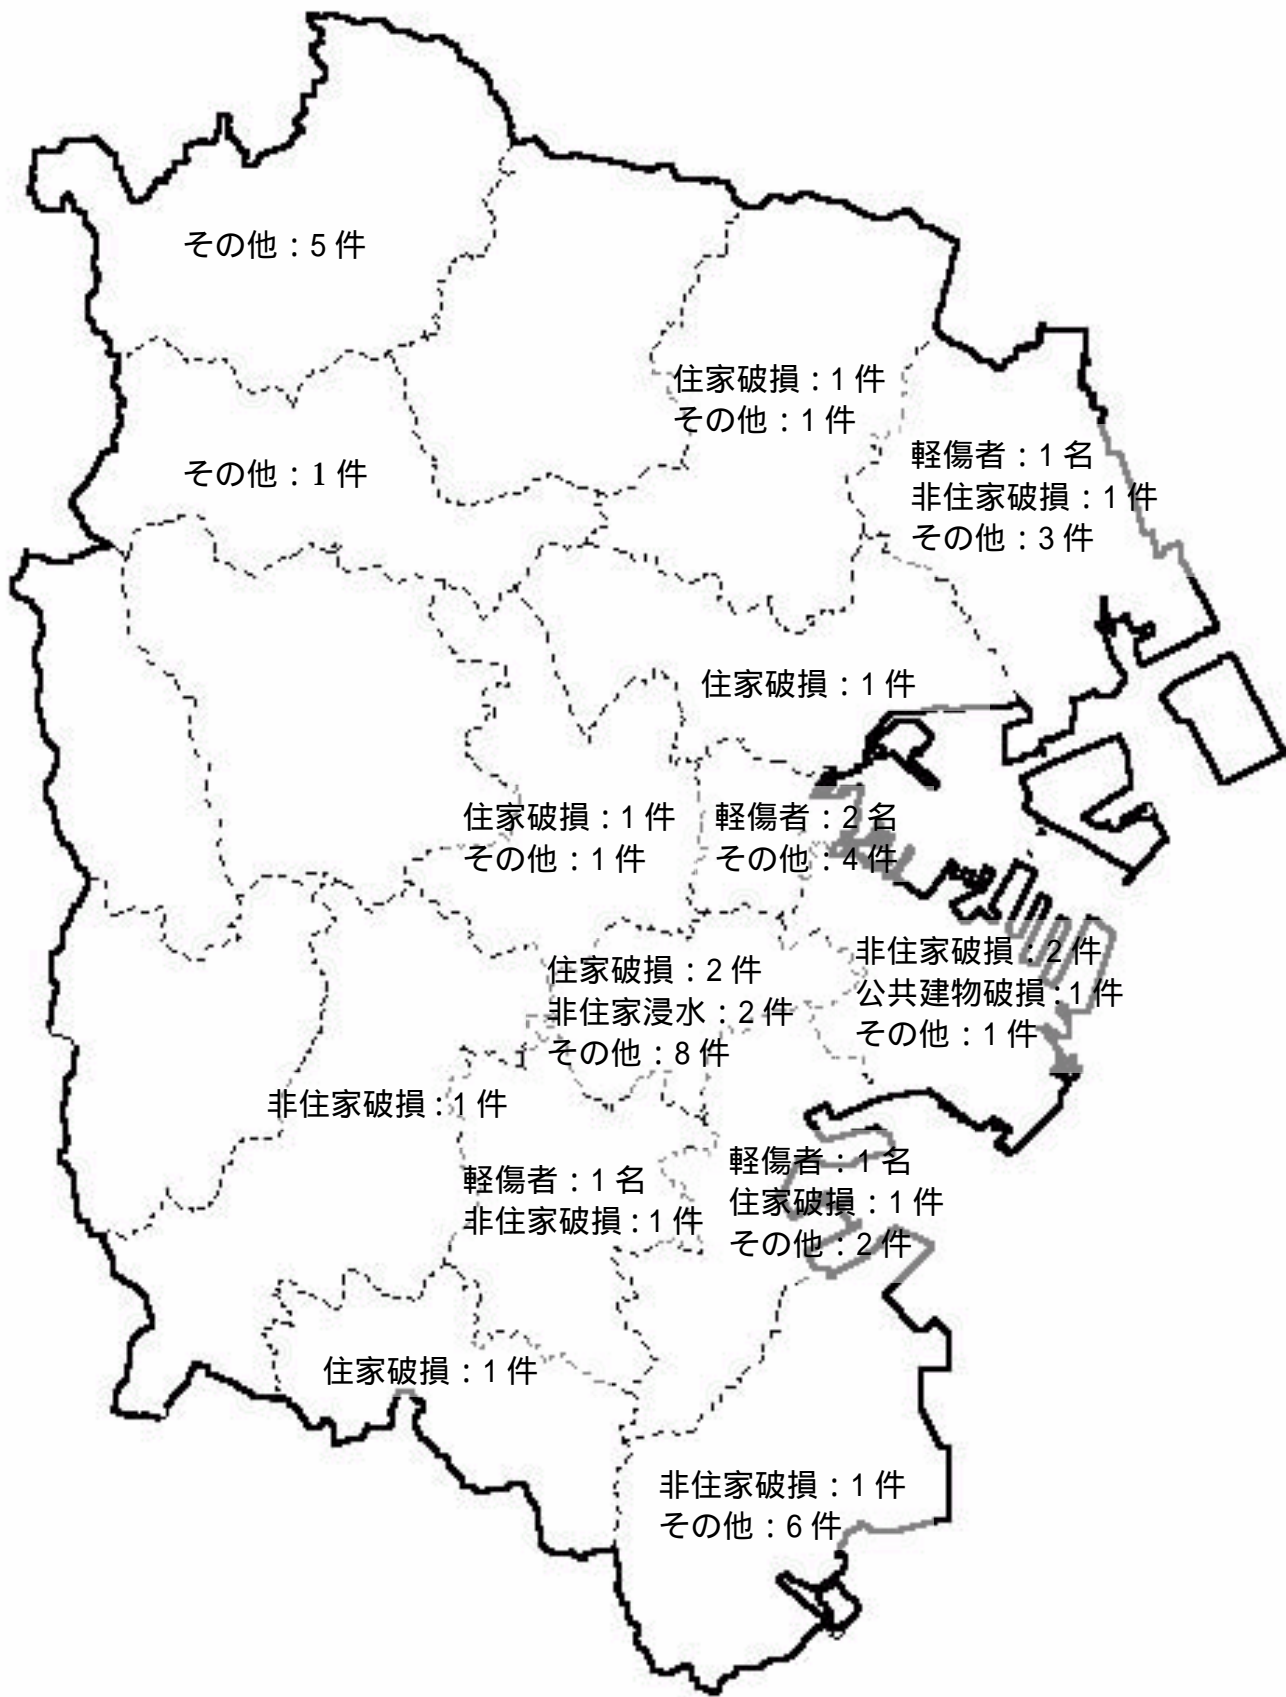 その他：5件
住家破損：1件
その他：1件
軽傷者：1名
非住家破損：1件
その他：3件
その他：1件
住家破損：1件
住家破損：1件
その他：1件
軽傷者：2名
その他：4件
住家破損：2件
非住家浸水：2件
その他：8件
非住家破損：2件
公共建物破損：1件
その他：1件
非住家破損：1件
軽傷者：1名
非住家破損：1件
軽傷者：1名
住家破損：1件
その他：2件
住家破損：1件
非住家破損：1件
その他：6件